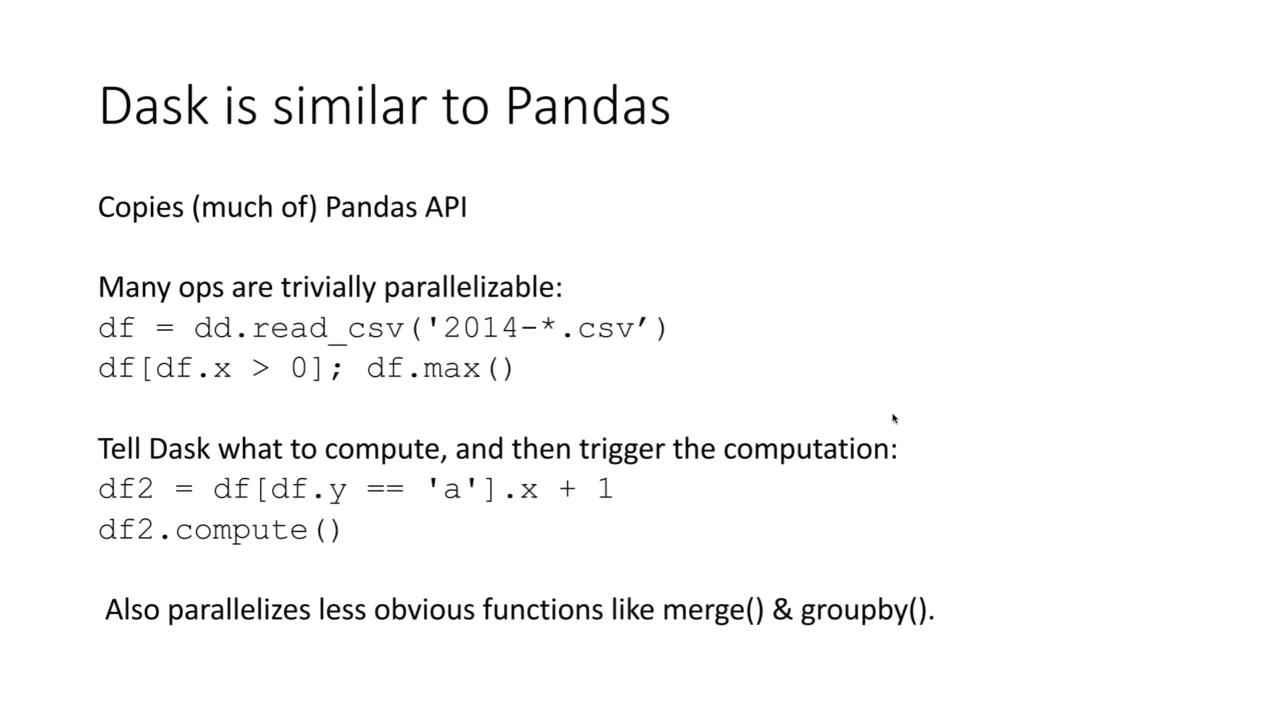 Dask is similar to Pandas
Copies (much of) Pandas API
Many ops are trivially parallelizable:
df = dd.read_csv('2014-*.csv’)
df[df.x > 0]; df.max()
Tell Dask what to compute, and then trigger the computation:
df2 = df[df.y == 'a'].x + 1
df2.compute()
Also parallelizes less obvious functions like merge() & groupby().